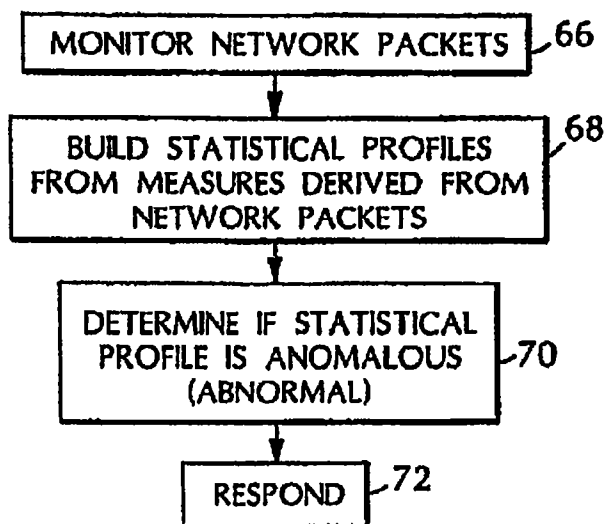 MONITOR NETWORK PACKETS 66
BUILD STATISTICAL PROFILES
FROM MEASURES DERIVED FROM
NETWORK PACKETS
68
DETERMINE IF STATISTICAL
PROFILE IS ANOMALOUS
(ABNORMAL)
70
RESPOND 72